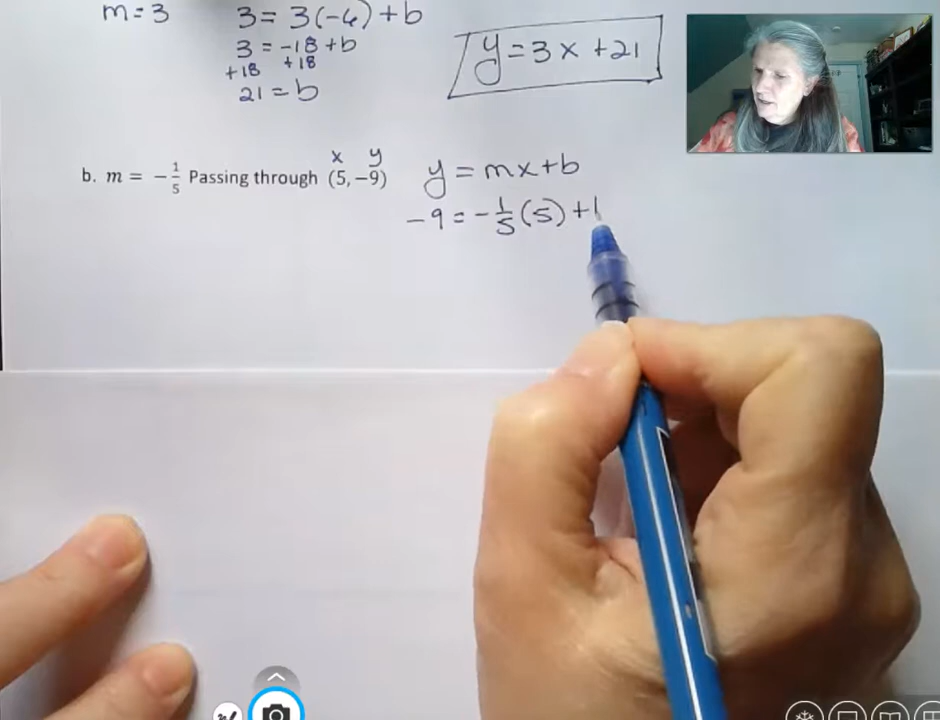 m = 3
3 = 3(-6) + b
3 = -18 + b
+18 +18
21 = b
y = 3x + 21
b. m = -1/5 Passing through (5, -9)
x y
y = mx + b
-9 = -1/5 (5) +